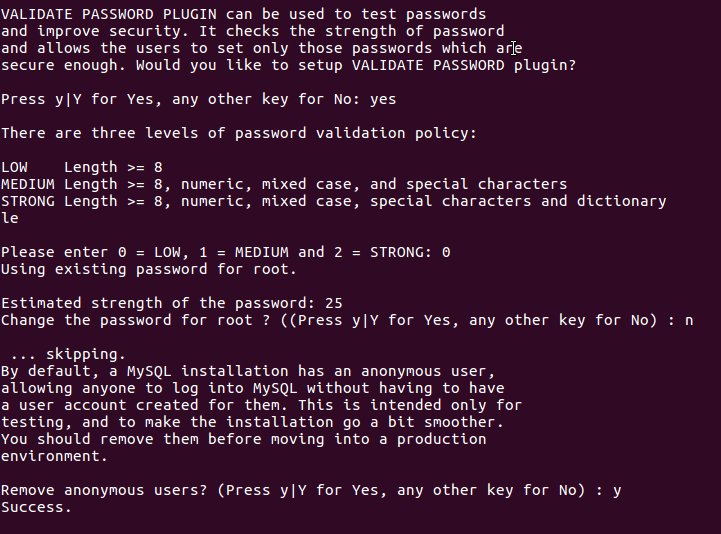 VALIDATE PASSWORD PLUGIN can be used to test passwords
and improve security. It checks the strength of password
and allows the users to set only those passwords which are
secure enough. Would you like to setup VALIDATE PASSWORD plugin?
Press y|Y for Yes, any other key for No: yes
There are three levels of password validation policy:
LOW    Length >= 8
MEDIUM Length >= 8, numeric, mixed case, and special characters
STRONG Length >= 8, numeric, mixed case, special characters and dictionary
le
Please enter 0 = LOW, 1 = MEDIUM and 2 = STRONG: 0
Using existing password for root.
Estimated strength of the password: 25
Change the password for root ? ((Press y|Y for Yes, any other key for No) : n
 ... skipping.
By default, a MySQL installation has an anonymous user,
allowing anyone to log into MySQL without having to have
a user account created for them. This is intended only for
testing, and to make the installation go a bit smoother.
You should remove them before moving into a production
environment.
Remove anonymous users? (Press y|Y for Yes, any other key for No) : y
Success.